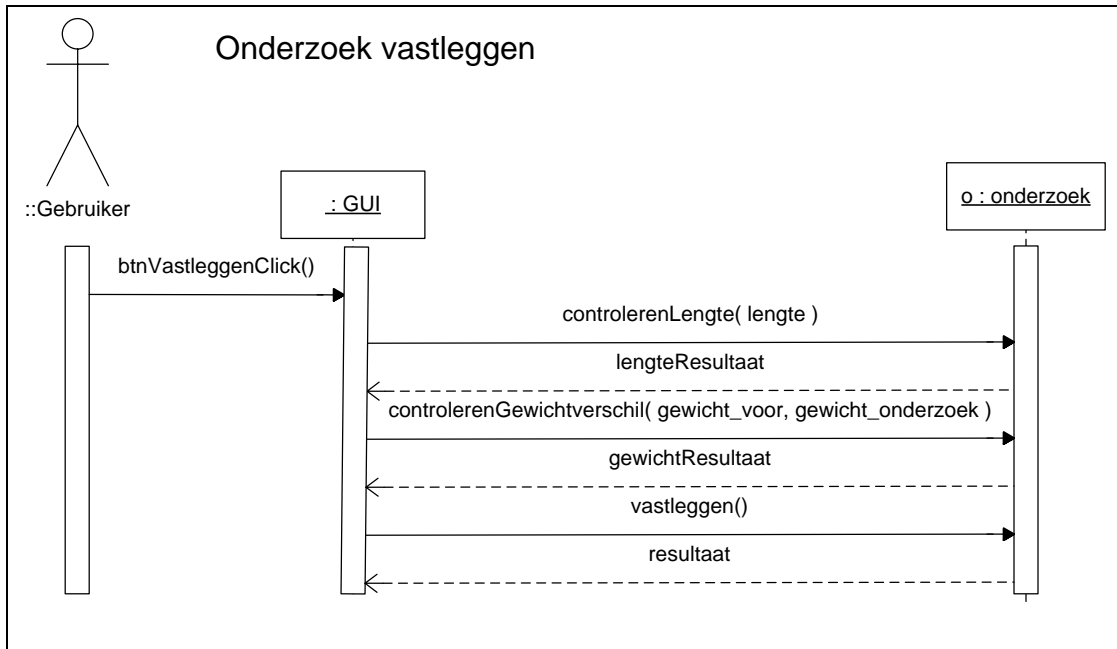 Onderzoek vastleggen
::Gebruiker
: GUI
o : onderzoek
btnVastleggenClick()
controlerenLengte( lengte )
lengteResultaat
controlerenGewichtverschil( gewicht_voor, gewicht_onderzoek )
gewichtResultaat
vastleggen()
resultaat